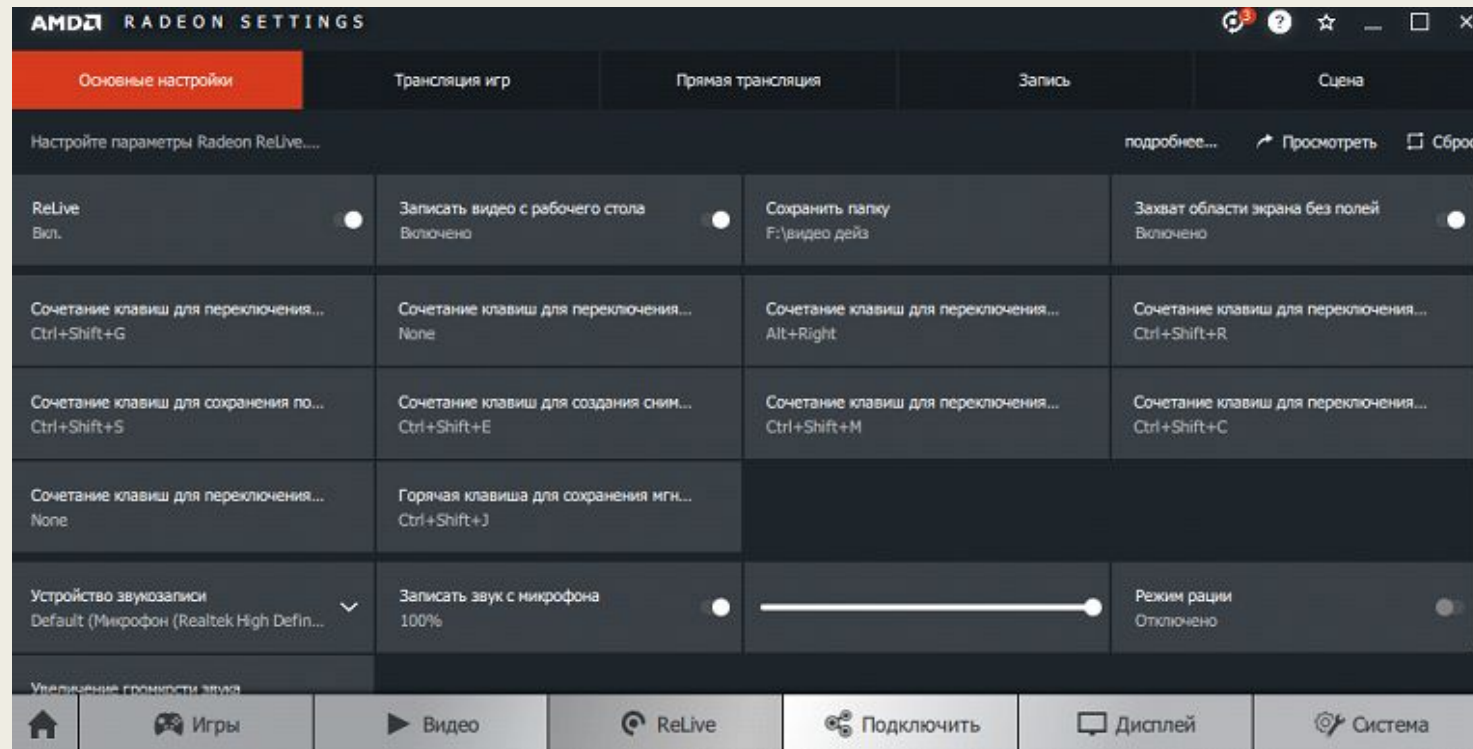 AMD RADEON SETTINGS
3 ?
Основные настройки Трансляция игр Прямая трансляция Запись Сцена
Настройте параметры Radeon ReLive.... подробнее... Просмотреть Сброс
ReLive Записать видео с рабочего стола Сохранить папку Захват области экрана без полей
Вкл. Включено F:\видео дейз Включено
Сочетание клавиш для переключения... Сочетание клавиш для переключения... Сочетание клавиш для переключения... Сочетание клавиш для переключения...
Ctrl+Shift+G None Alt+Right Ctrl+Shift+R
Сочетание клавиш для сохранения по... Сочетание клавиш для создания сним... Сочетание клавиш для переключения... Сочетание клавиш для переключения...
Ctrl+Shift+S Ctrl+Shift+E Ctrl+Shift+M Ctrl+Shift+C
Сочетание клавиш для переключения... Горячая клавиша для сохранения мгн...
None Ctrl+Shift+J
Устройство звукозаписи Записать звук с микрофона Режим рации
Default (Микрофон (Realtek High Defin... 100% Отключено
Увеличение громкости звука
Игры Видео ReLive Подключить Дисплей Система